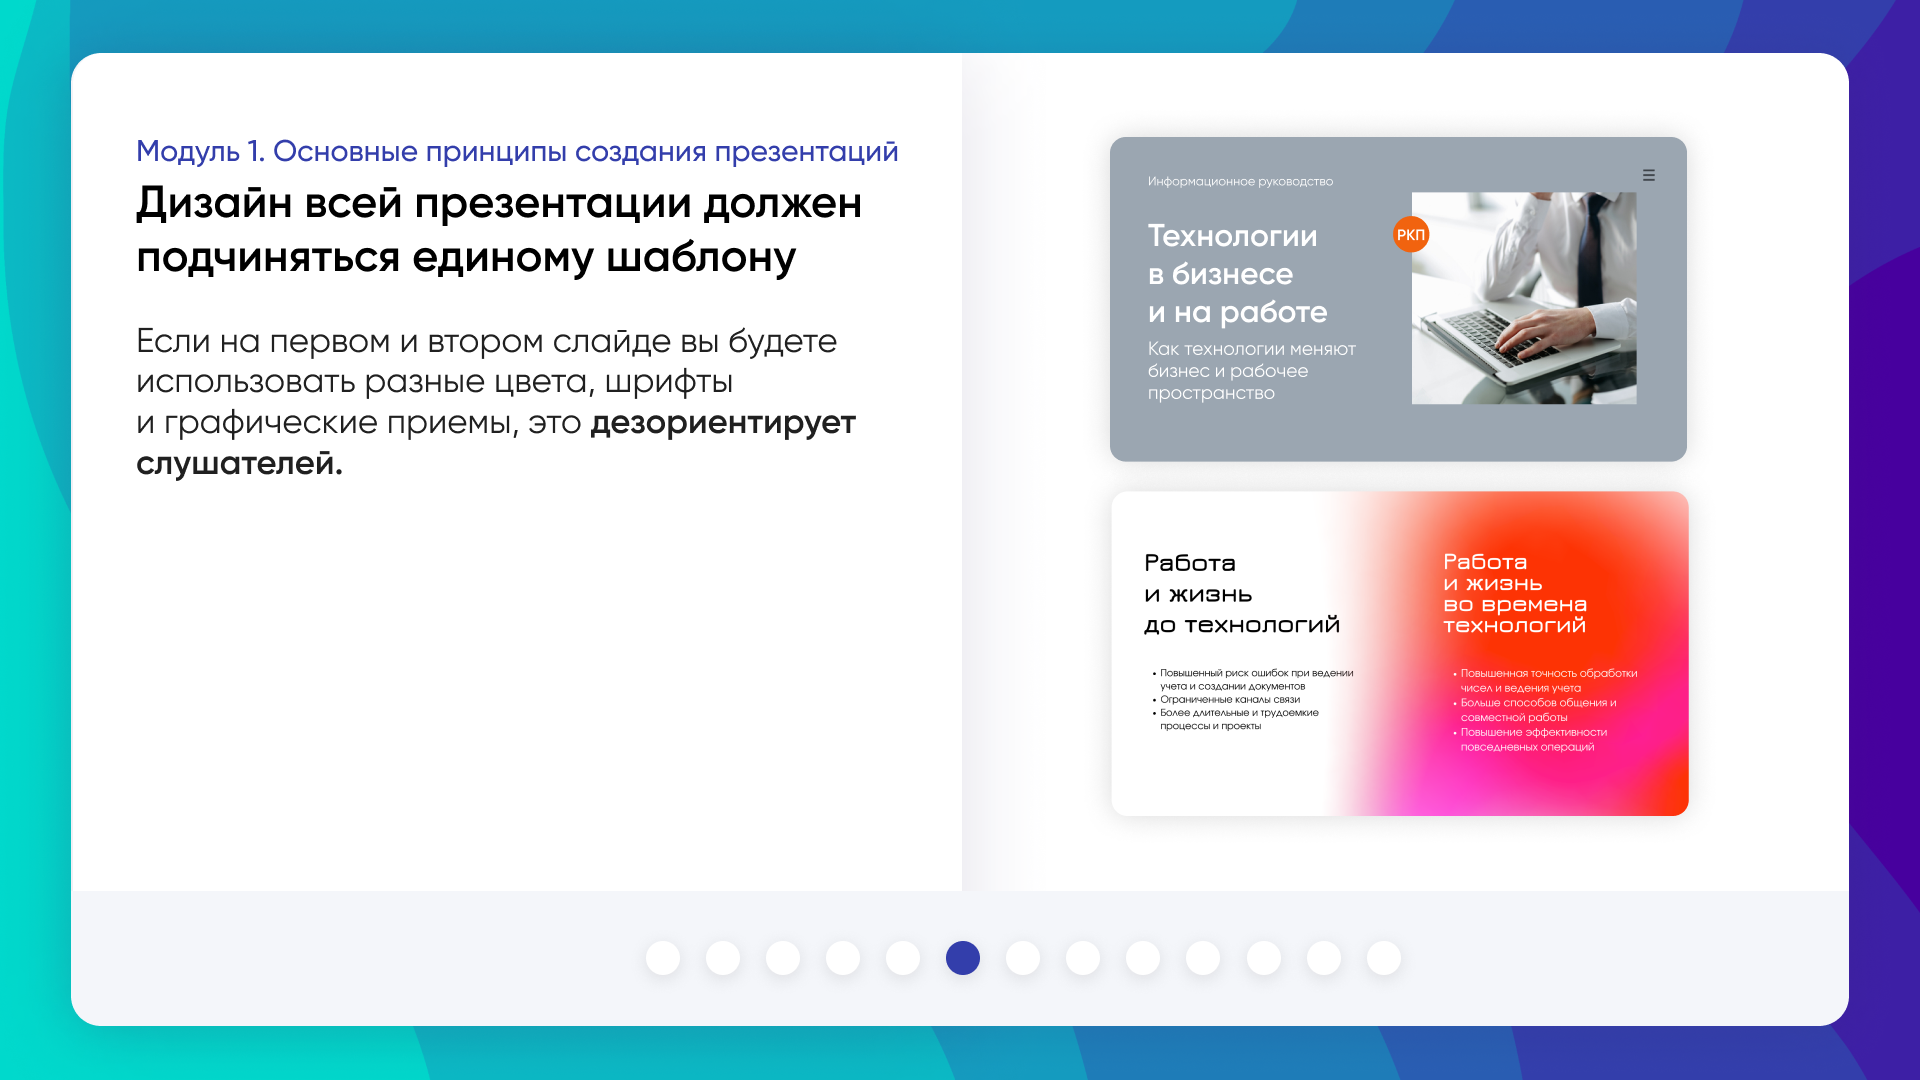 Модуль 1. Основные принципы создания презентаций
Дизайн всей презентации должен
подчиняться единому шаблону
Если на первом и втором слайде вы будете
использовать разные цвета, шрифты
и графические приемы, это дезориентирует
слушателей.
Информационное руководство
Технологии
в бизнесе
и на работе
Как технологии меняют
бизнес и рабочее
пространство
РКП
Работа
и жизнь
до технологий
• Повышенный риск ошибок при ведении
учета и создании документов
• Ограниченные каналы связи
• Более длительные и трудоемкие
процессы и проекты
Работа
и жизнь
во времена
технологий
• Повышенная точность обработки
чисел и ведения учета
• Больше способов общения и
совместной работы
• Повышение эффективности
повседневных операций